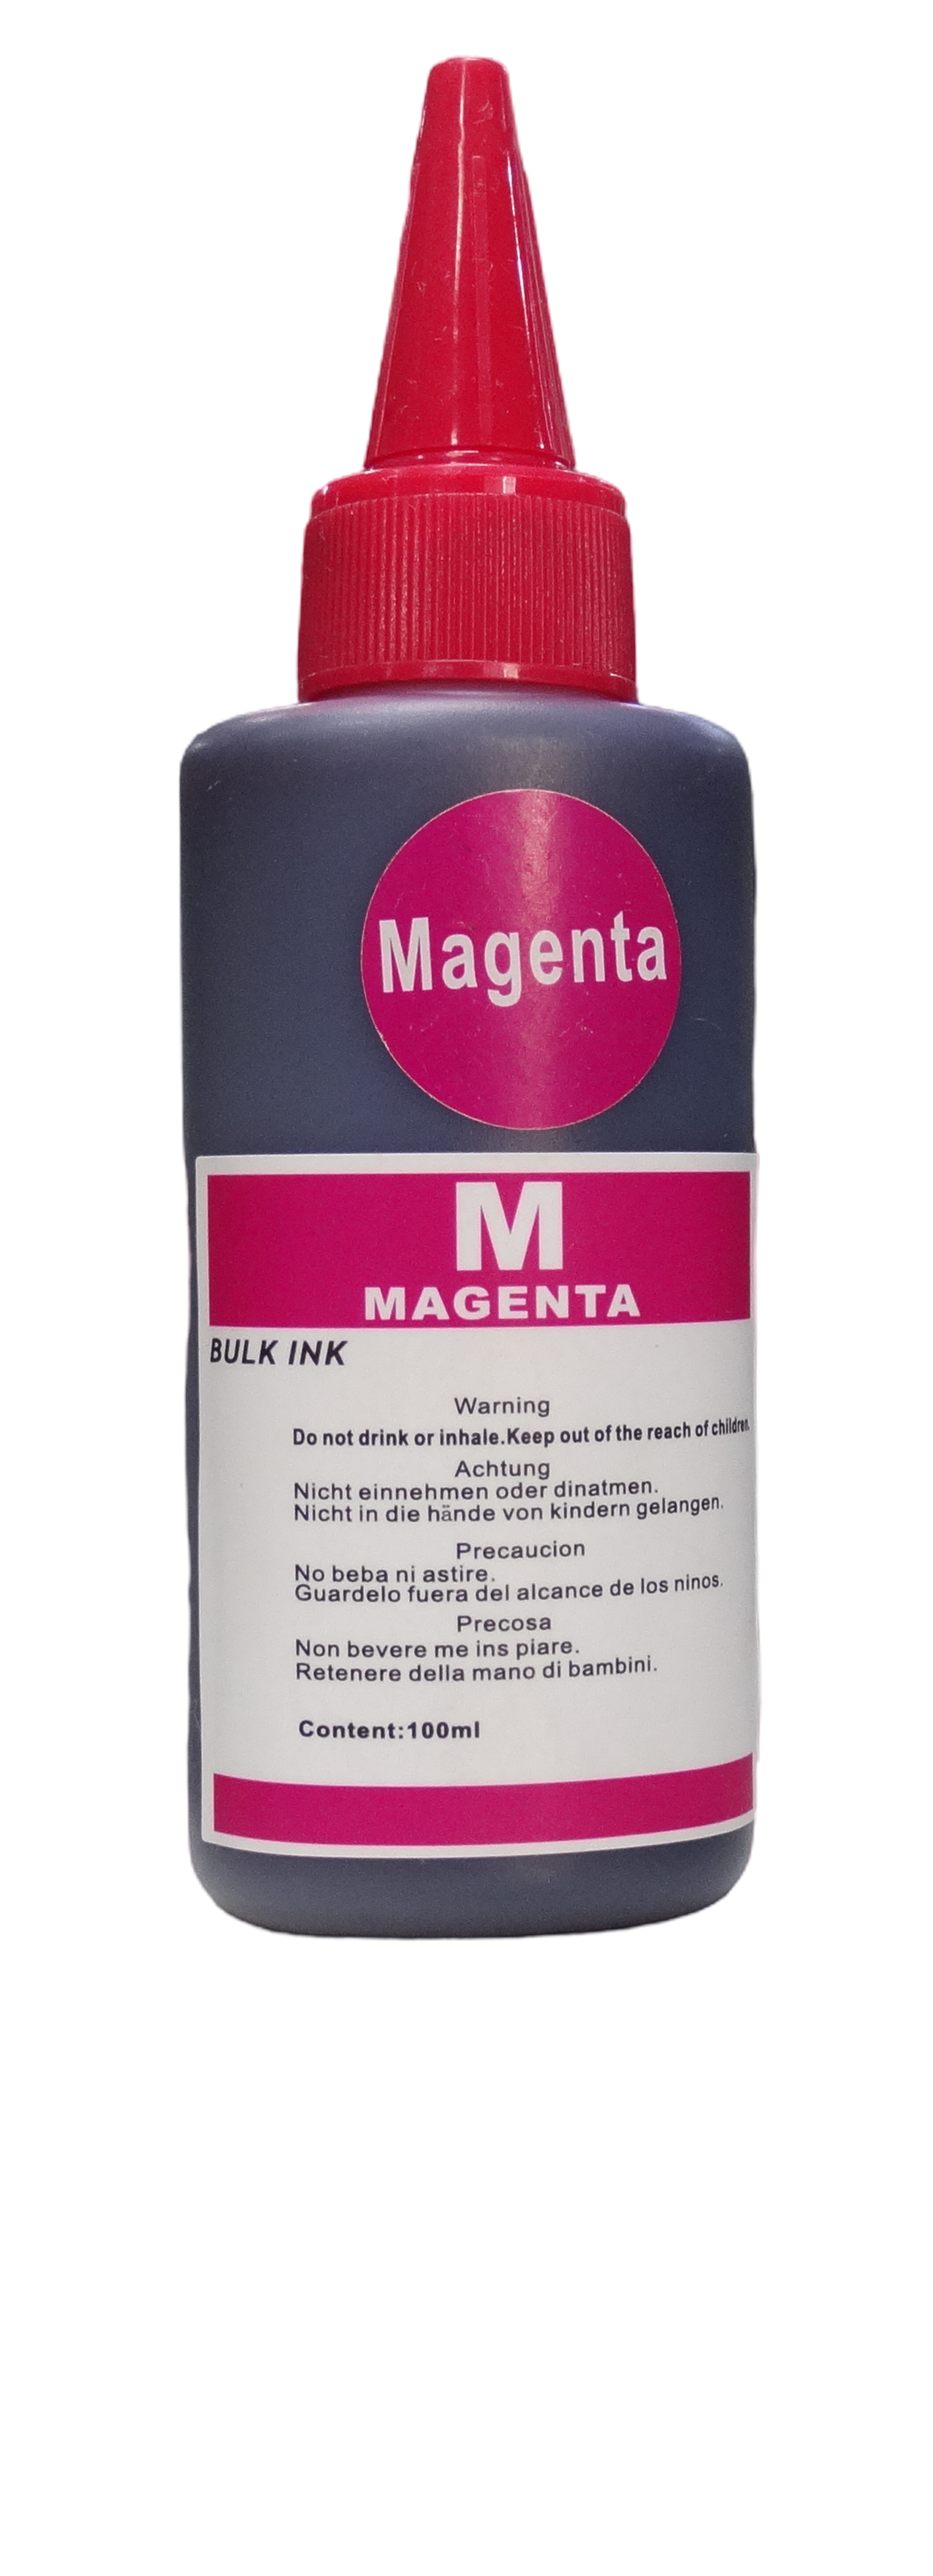 Magenta
M
MAGENTA
BULK INK
Warning
Do not drink or inhale.Keep out of the reach of children.
Achtung
Nicht einnehmen oder dinatmen.
Nicht in die hände von kindern gelangen.
Precaucion
No beba ni astire.
Guardelo fuera del alcance de los ninos.
Precosa
Non bevere me ins piare.
Retenere della mano di bambini.
Content:100ml